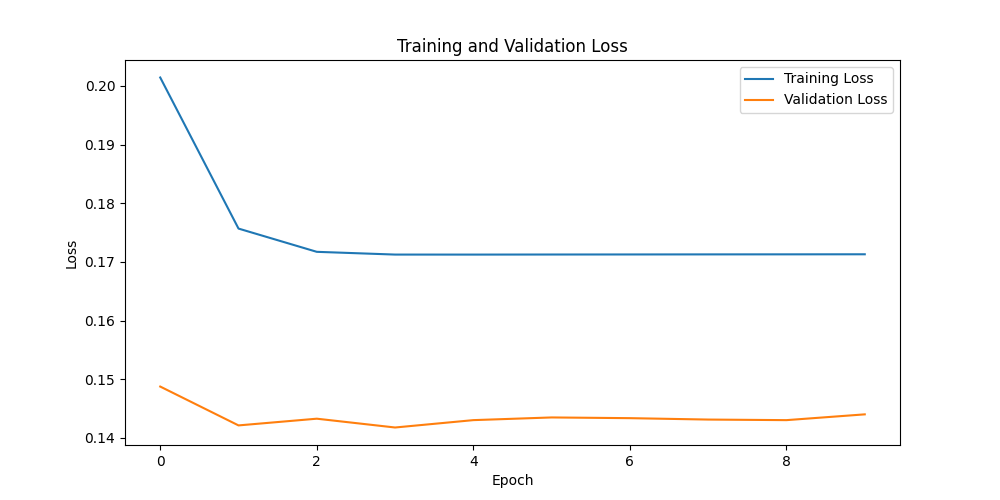 Training and Validation Loss
Training Loss
Validation Loss
0.20
0.19
0.18
0.17
0.16
0.15
0.14
Loss
0 2 4 6 8
Epoch